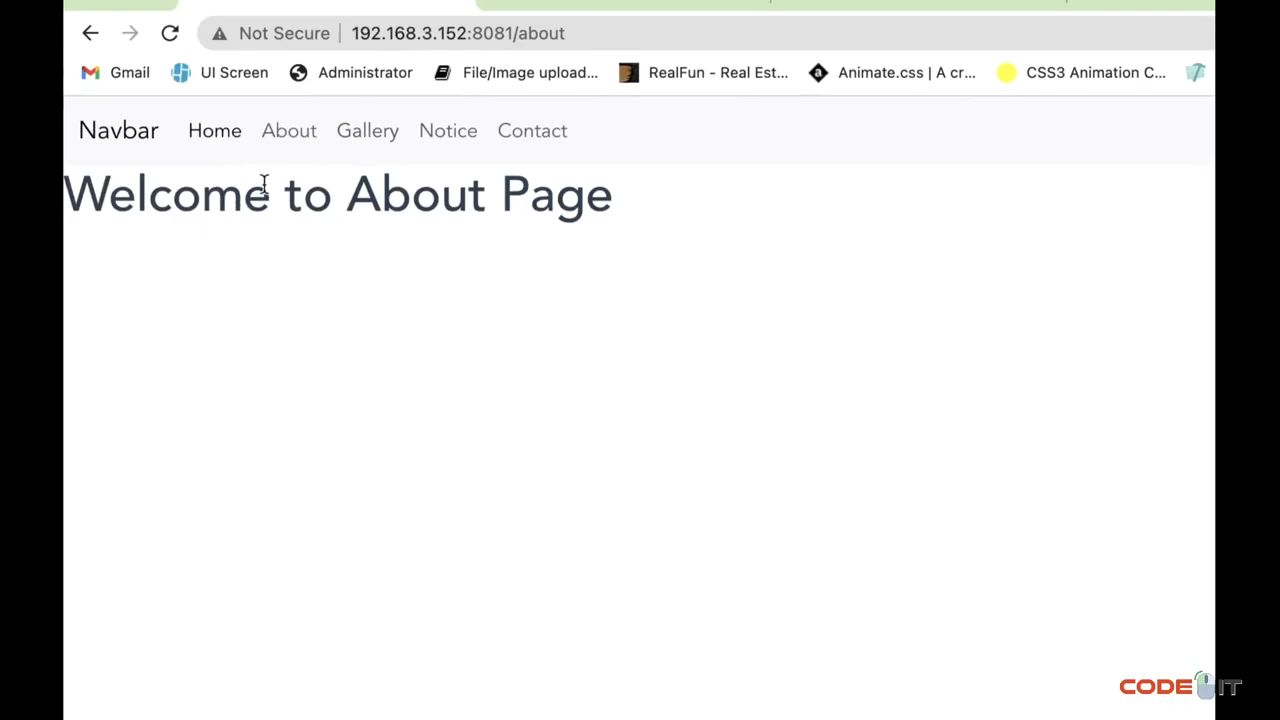 Not Secure 192.168.3.152:8081/about
Gmail UI Screen Administrator File/Image upload... RealFun - Real Est... Animate.css | A cr... CSS3 Animation C...
Navbar Home About Gallery Notice Contact
Welcome to About Page
CODE IT